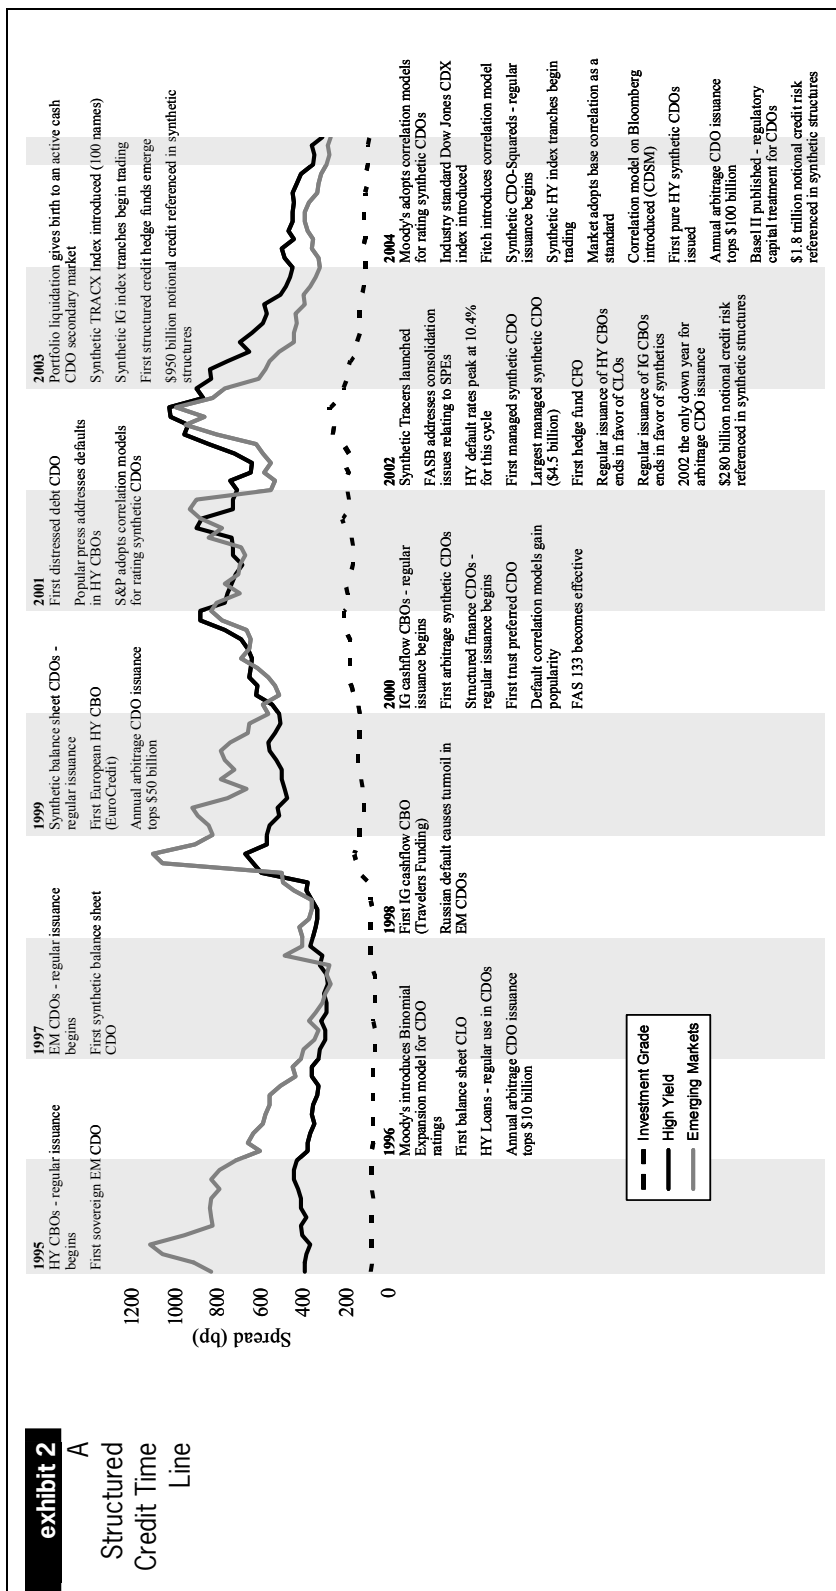 exhibit 2
A
Structured
Credit Time
Line
1995
HY CBOs - regular issuance
begins
First sovereign EM CDO
1997
EM CDOs - regular issuance
begins
First synthetic balance sheet
CDO
1999
Synthetic balance sheet CDOs -
regular issuance
First European HY CBO
(EuroCredit)
Annual arbitrage CDO issuance
tops $50 billion
2001
First distressed debt CDO
Popular press addresses defaults
in HY CBOs
S&P adopts correlation models
for rating synthetic CDOs
2003
Portfolio liquidation gives birth to an active cash
CDO secondary market
Synthetic TRACX Index introduced (100 names)
Synthetic IG index tranches begin trading
First structured credit hedge funds emerge
$950 billion notional credit referenced in synthetic
structures
Spread (bp)
1200
1000
800
600
400
200
0
1996
Moody's introduces Binomial
Expansion model for CDO
ratings
First balance sheet CLO
HY Loans - regular use in CDOs
Annual arbitrage CDO issuance
tops $10 billion
1998
First IG cashflow CBO
(Travelers Funding)
Russian default causes turmoil in
EM CDOs
2000
IG cashflow CBOs - regular
issuance begins
First arbitrage synthetic CDOs
Structured finance CDOs -
regular issuance begins
First trust preferred CDO
Default correlation models gain
popularity
FAS 133 becomes effective
2002
Synthetic Tracers launched
FASB addresses consolidation
issues relating to SPEs
HY default rates peak at 10.4%
for this cycle
First managed synthetic CDO
Largest managed synthetic CDO
($4.5 billion)
First hedge fund CFO
Regular issuance of HY CBOs
ends in favor of CLOs
Regular issuance of IG CBOs
ends in favor of synthetics
2002 the only down year for
arbitrage CDO issuance
$280 billion notional credit risk
referenced in synthetic structures
2004
Moody's adopts correlation models
for rating synthetic CDOs
Industry standard Dow Jones CDX
index introduced
Fitch introduces correlation model
Synthetic CDO-Squareds - regular
issuance begins
Synthetic HY index tranches begin
trading
Market adopts base correlation as a
standard
Correlation model on Bloomberg
introduced (CDSM)
First pure HY synthetic CDOs
issued
Annual arbitrage CDO issuance
tops $100 billion
Basel II published - regulatory
capital treatment for CDOs
$1.8 trillion notional credit risk
referenced in synthetic structures
Investment Grade
High Yield
Emerging Markets